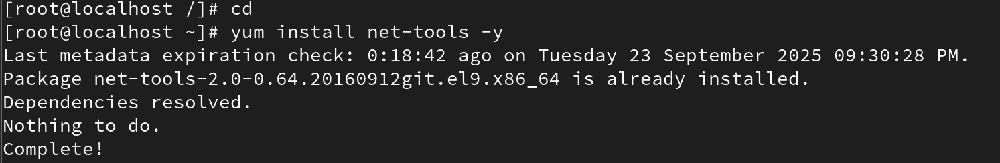 [root@localhost /]# cd
[root@localhost ~]# yum install net-tools -y
Last metadata expiration check: 0:18:42 ago on Tuesday 23 September 2025 09:30:28 PM.
Package net-tools-2.0-0.64.20160912git.el9.x86_64 is already installed.
Dependencies resolved.
Nothing to do.
Complete!